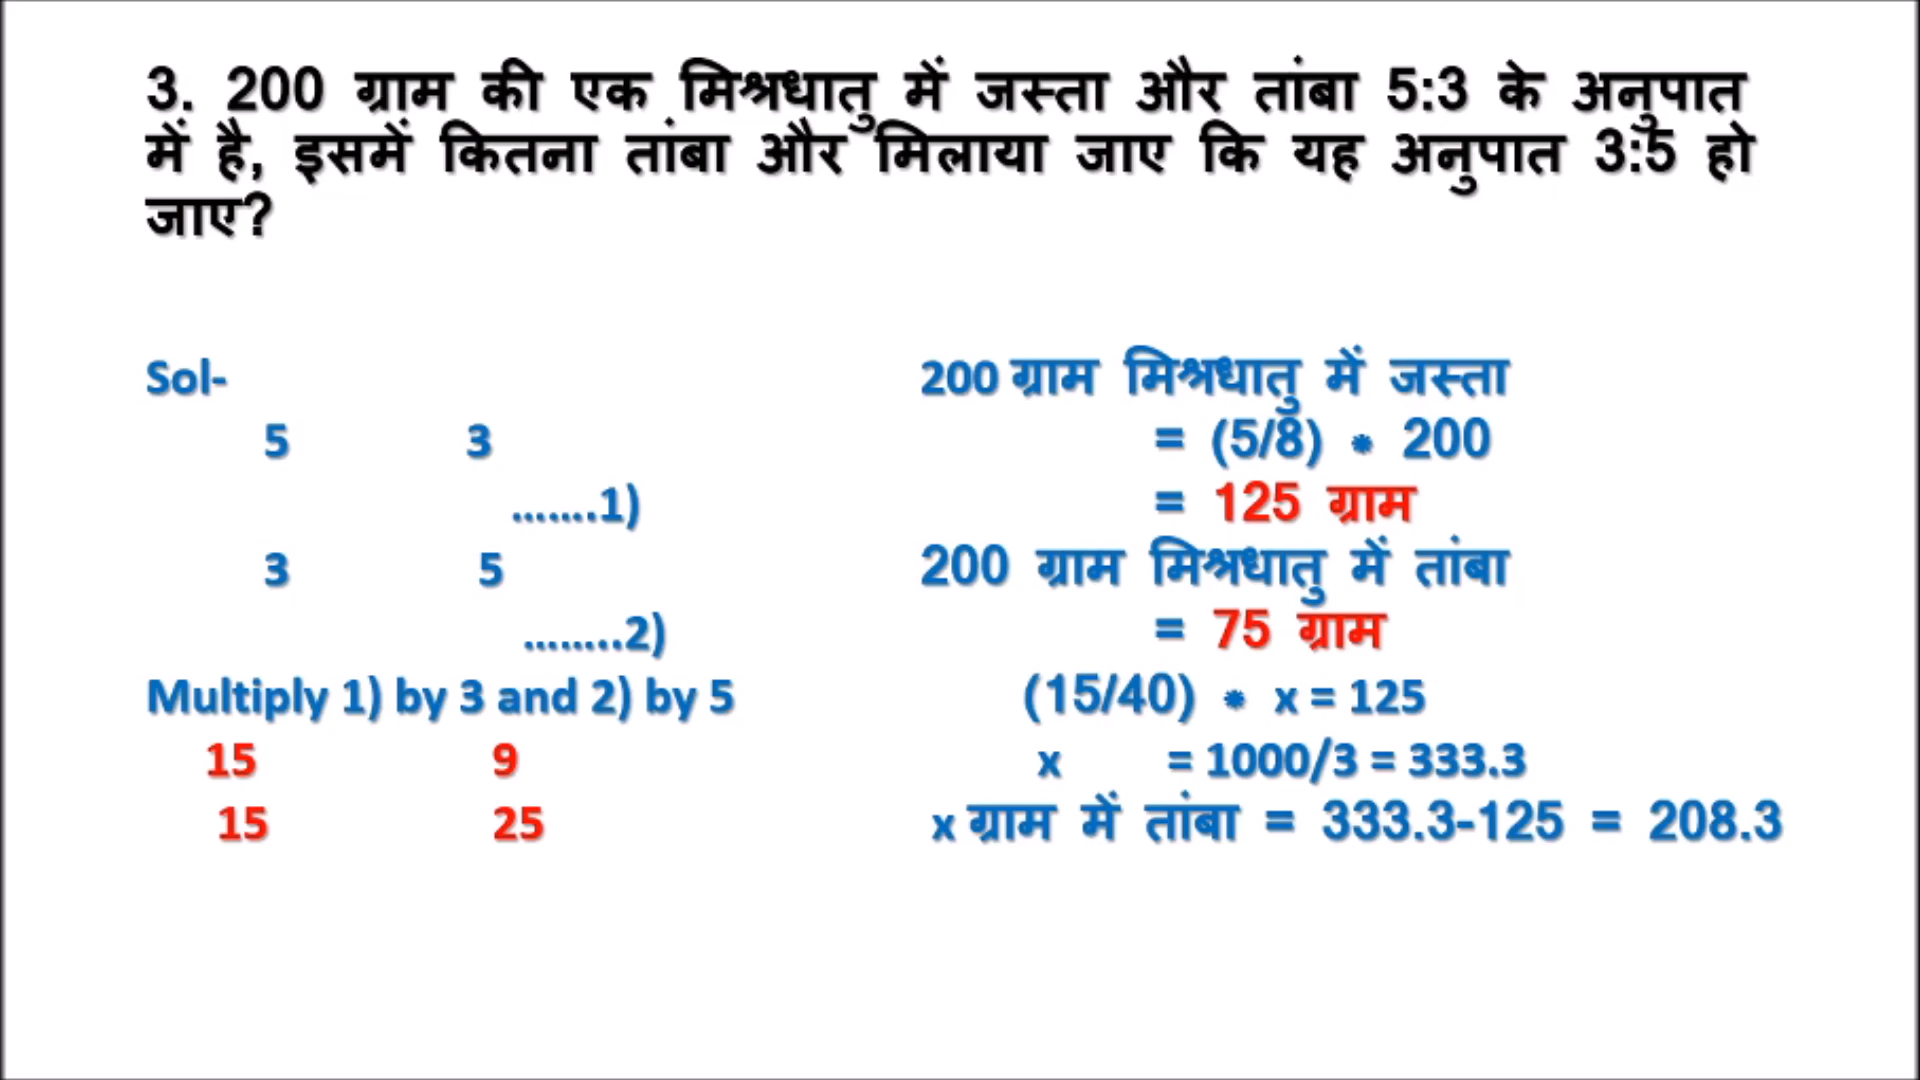 3. 200 ग्राम की एक मिश्रधातु में जस्ता और तांबा 5:3 के अनुपात
में है, इसमें कितना तांबा और मिलाया जाए कि यह अनुपात 3:5 हो
जाए?
Sol-
5 3
.......1)
3 5
........2)
Multiply 1) by 3 and 2) by 5
15 9
15 25
200 ग्राम मिश्रधातु में जस्ता
= (5/8) * 200
= 125 ग्राम
200 ग्राम मिश्रधातु में तांबा
= 75 ग्राम
(15/40) * x = 125
x = 1000/3 = 333.3
x ग्राम में तांबा = 333.3-125 = 208.3